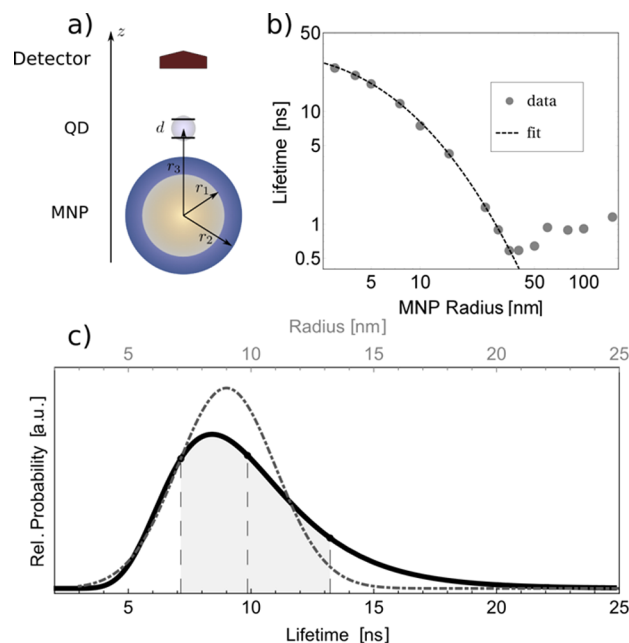 a)
z
Detector
QD
d
r3
MNP
r1
r2
b)
50
10
5
1
0.5
Lifetime [ns]
data
fit
5
10
50
100
MNP Radius [nm]
c)
Radius [nm]
5
10
15
20
25
Rel. Probability [a.u.]
5
10
15
20
25
Lifetime [ns]